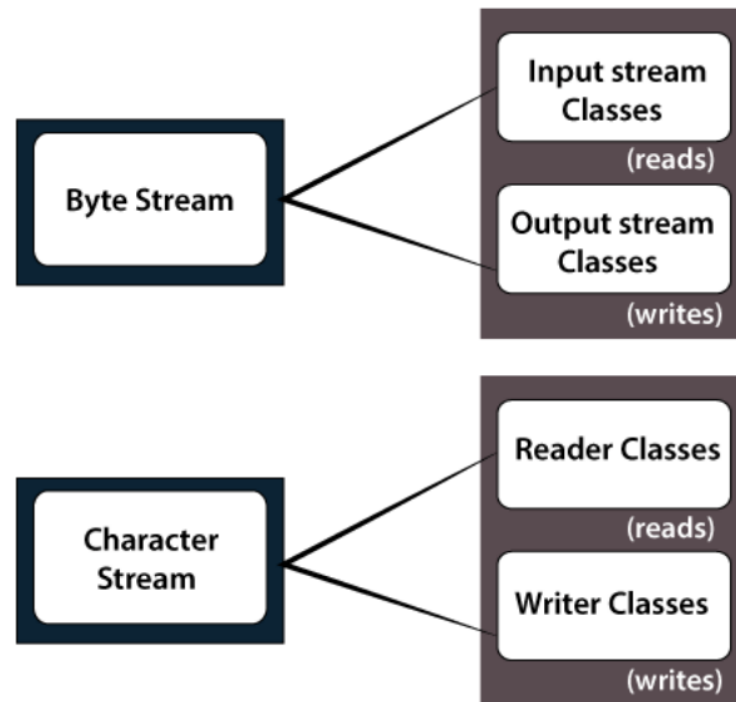 Input stream
Classes
(reads)
Byte Stream
Output stream
Classes
(writes)
Reader Classes
(reads)
Character
Stream
Writer Classes
(writes)